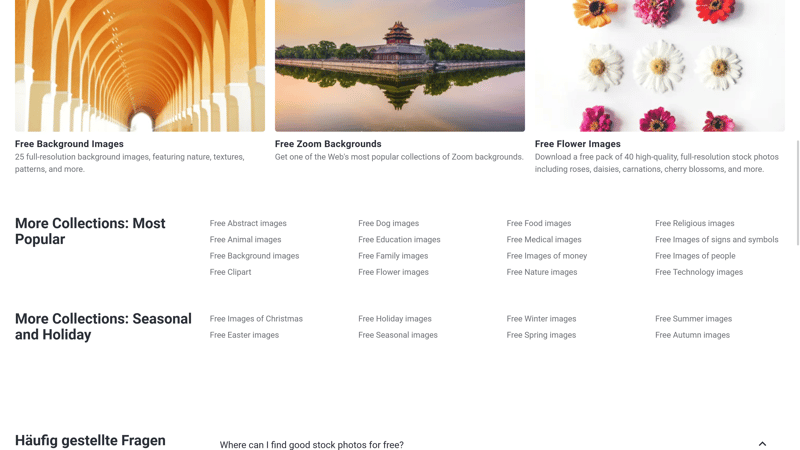 Free Background Images
25 full-resolution background images, featuring nature, textures,
patterns, and more.
Free Zoom Backgrounds
Get one of the Web's most popular collections of Zoom backgrounds.
Free Flower Images
Download a free pack of 40 high-quality, full-resolution stock photos
including roses, daisies, carnations, cherry blossoms, and more.
More Collections: Most
Popular
Free Abstract images
Free Animal images
Free Background images
Free Clipart
Free Dog images
Free Education images
Free Family images
Free Flower images
Free Food images
Free Medical images
Free Images of money
Free Nature images
Free Religious images
Free Images of signs and symbols
Free Images of people
Free Technology images
More Collections: Seasonal
and Holiday
Free Images of Christmas
Free Easter images
Free Holiday images
Free Seasonal images
Free Winter images
Free Spring images
Free Summer images
Free Autumn images
Häufig gestellte Fragen
Where can I find good stock photos for free?